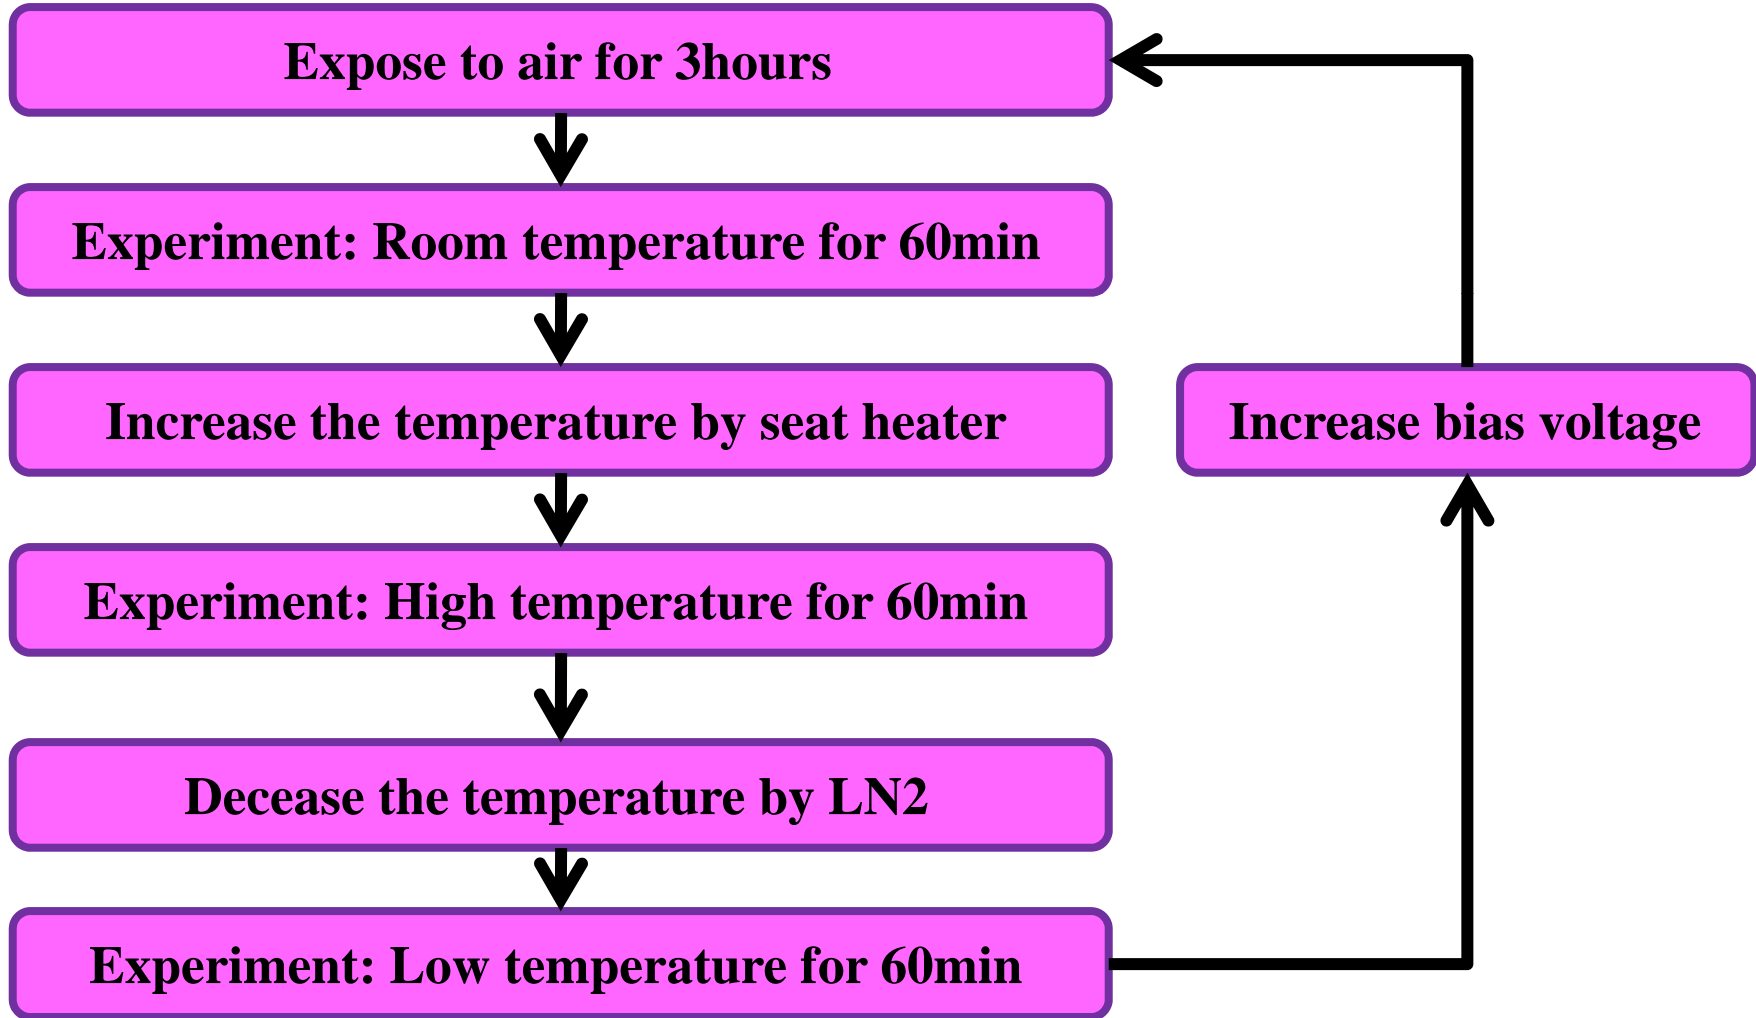 Expose to air for 3hours
Experiment: Room temperature for 60min
Increase the temperature by seat heater
Increase bias voltage
Experiment: High temperature for 60min
Decease the temperature by LN2
Experiment: Low temperature for 60min